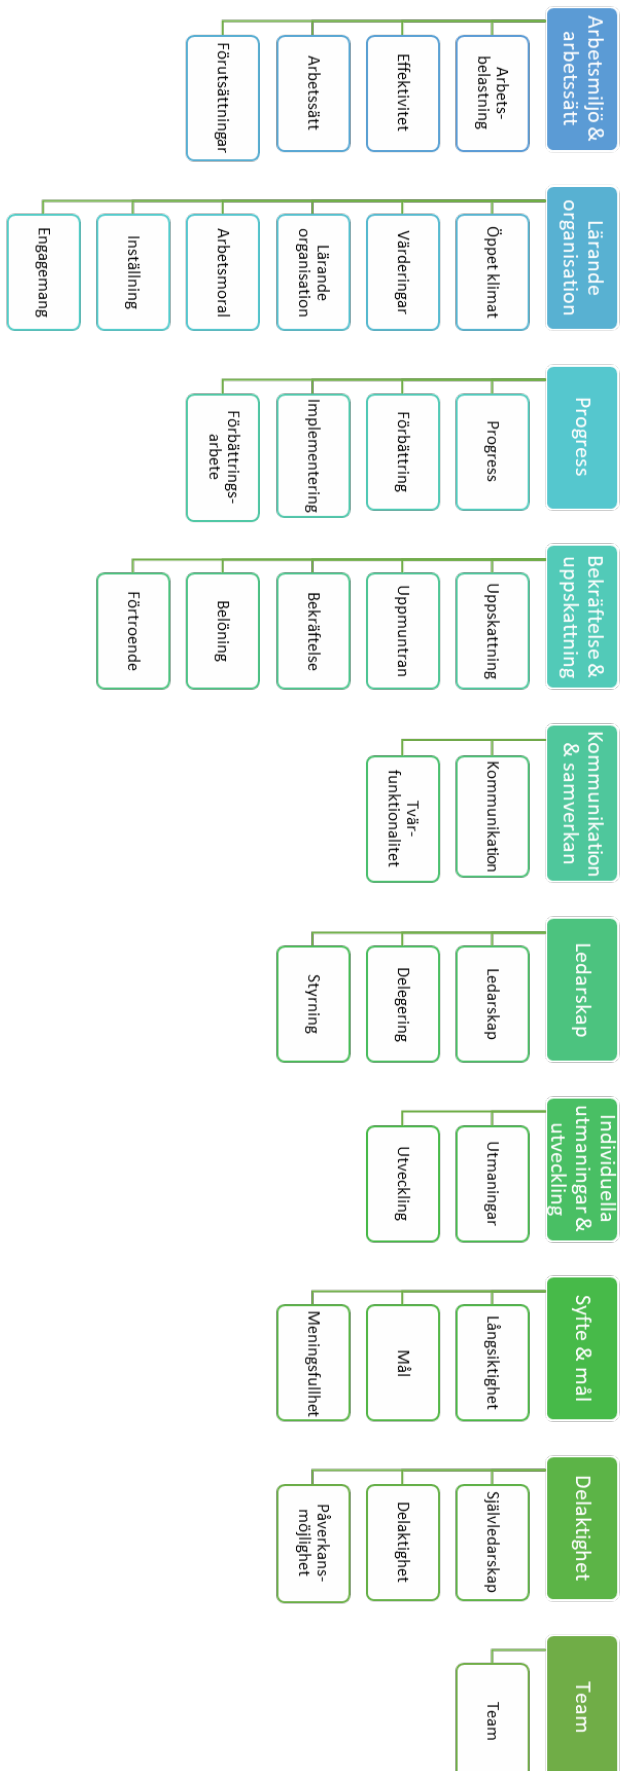 Arbetsmiljö &
arbetssätt
Arbets-
belastning
Effektivitet
Arbetssätt
Förutsättningar
Lärande
organisation
Öppet klimat
Värderingar
Lärande
organisation
Arbetsmoral
Inställning
Engagemang
Progress
Progress
Förbättring
Implementering
Förbättrings-
arbete
Bekräftelse &
uppskattning
Uppskattning
Uppmuntran
Bekräftelse
Belöning
Förtroende
Kommunikation
& samverkan
Kommunikation
Tvär-
funktionalitet
Ledarskap
Ledarskap
Delegering
Styrning
Individuella
utmaningar &
utveckling
Utmaningar
Utveckling
Syfte & mål
Långsiktighet
Mål
Meningsfullhet
Delaktighet
Självledarskap
Delaktighet
Påverkans-
möjlighet
Team
Team